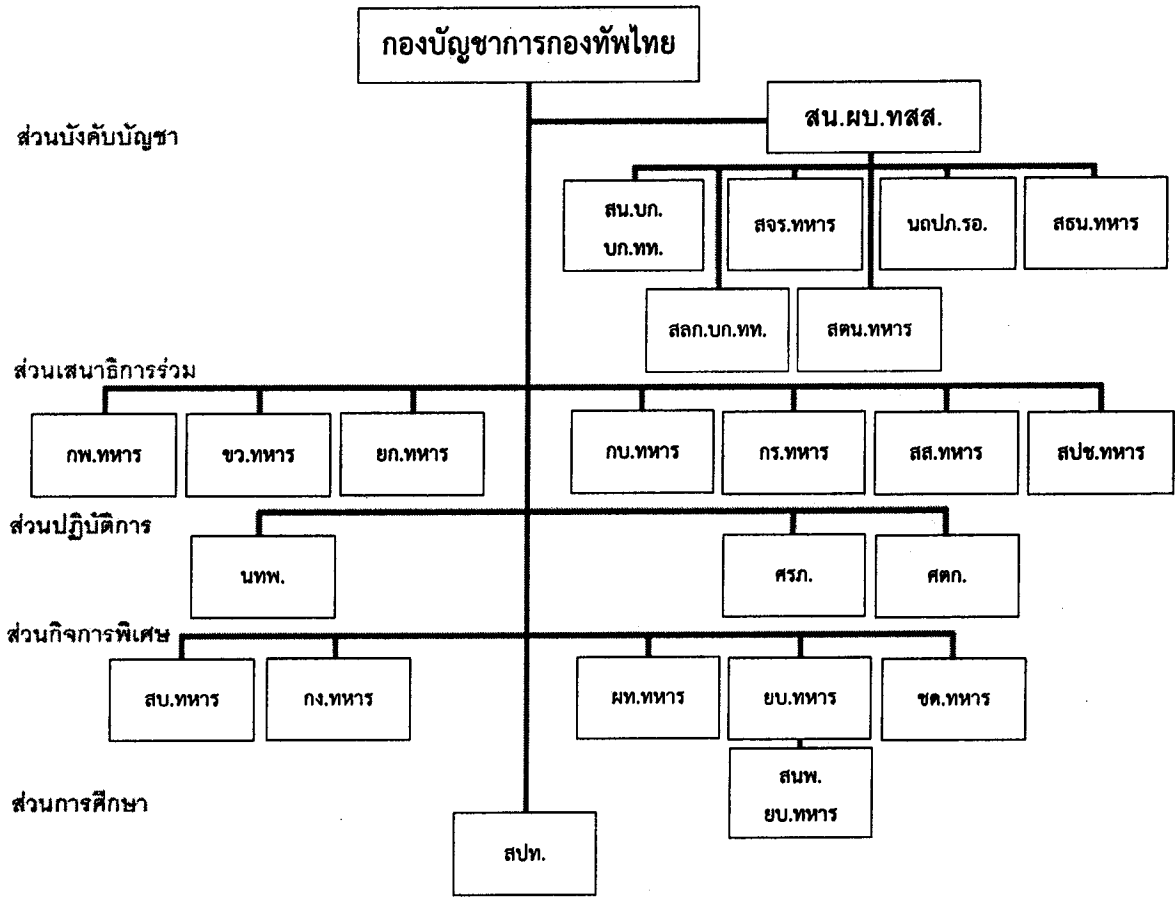 กองบัญชาการกองทัพไทย
สน.ผบ.ทสส.
ส่วนบังคับบัญชา
สน.บก.
บก.ทท.
สจร.ทหาร
นถปภ.รอ.
สธน.ทหาร
สลก.บก.ทท.
สตน.ทหาร
ส่วนเสนาธิการร่วม
กพ.ทหาร
ขว.ทหาร
ยก.ทหาร
กบ.ทหาร
กร.ทหาร
สส.ทหาร
สปช.ทหาร
ส่วนปฏิบัติการ
นทพ.
ศรภ.
ศตก.
ส่วนกิจการพิเศษ
สบ.ทหาร
กง.ทหาร
ผท.ทหาร
ยบ.ทหาร
ชด.ทหาร
สนพ.
ยบ.ทหาร
ส่วนการศึกษา
สปท.